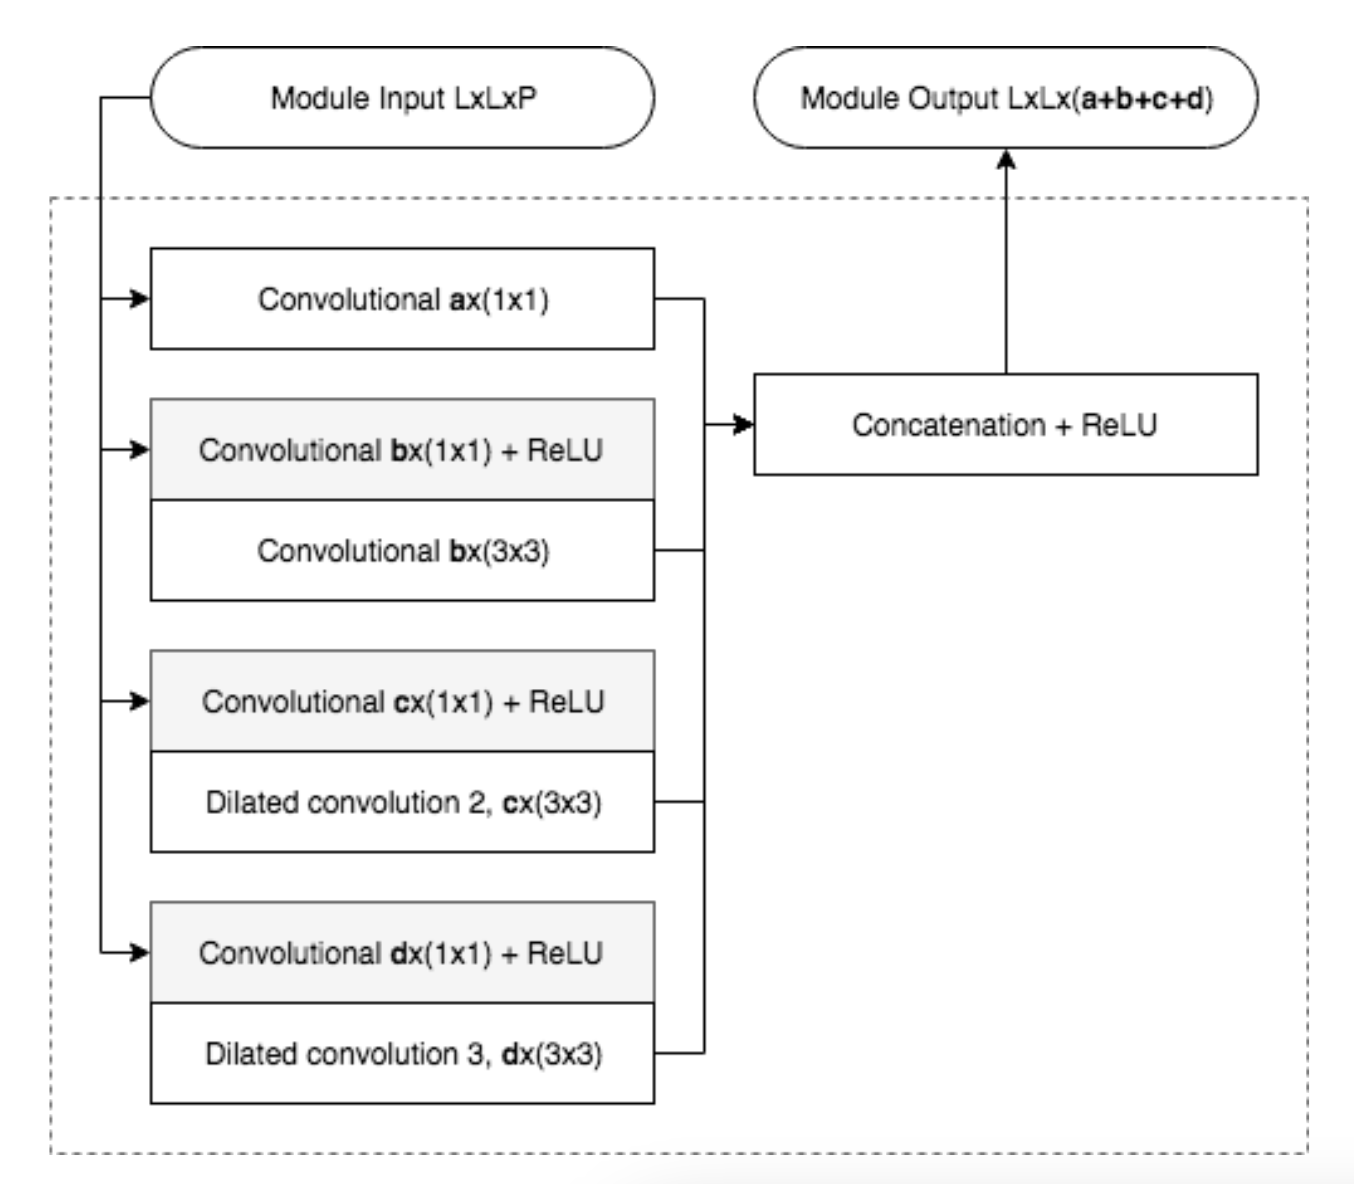 Module Input LxLxP
Module Output LxLx(a+b+c+d)
Convolutional ax(1x1)
Convolutional bx(1x1) + ReLU
Convolutional bx(3x3)
Convolutional cx(1x1) + ReLU
Dilated convolution 2, cx(3x3)
Convolutional dx(1x1) + ReLU
Dilated convolution 3, dx(3x3)
Concatenation + ReLU